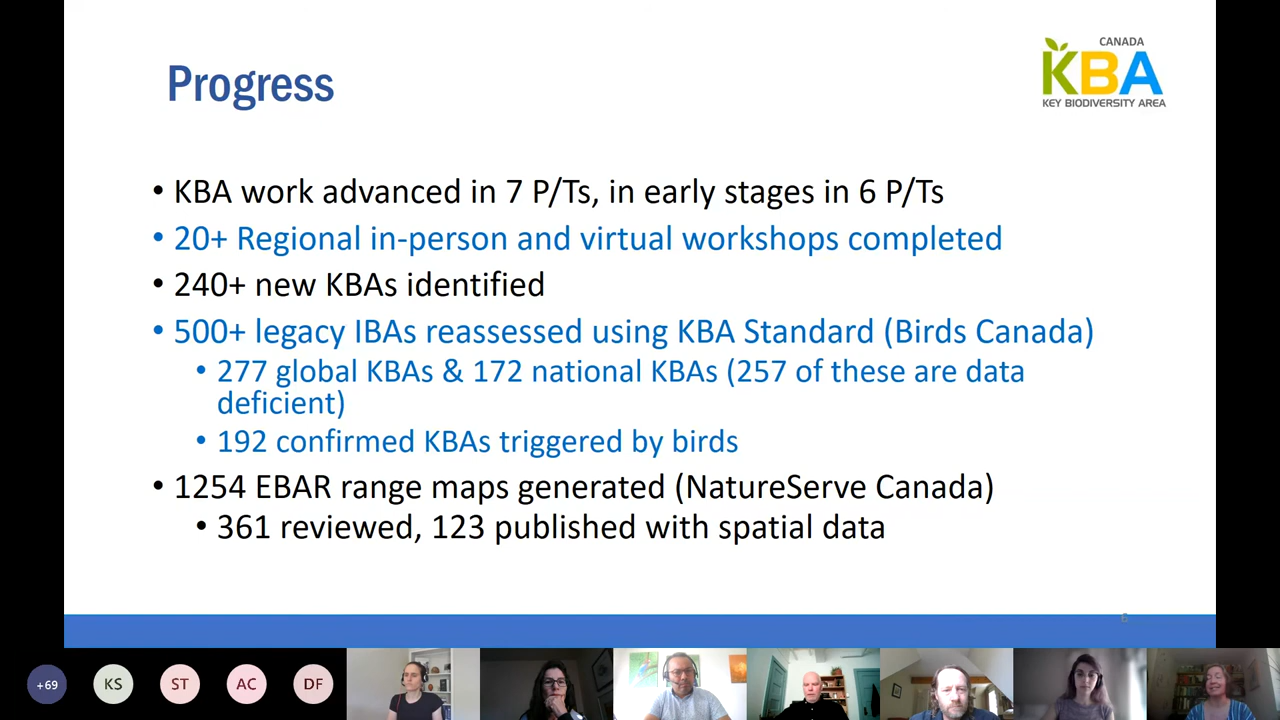 Progress
CANADA
KBA
KEY BIODIVERSITY AREA
• KBA work advanced in 7 P/Ts, in early stages in 6 P/Ts
• 20+ Regional in-person and virtual workshops completed
• 240+ new KBAs identified
• 500+ legacy IBAs reassessed using KBA Standard (Birds Canada)
• 277 global KBAs & 172 national KBAs (257 of these are data
deficient)
• 192 confirmed KBAs triggered by birds
• 1254 EBAR range maps generated (NatureServe Canada)
• 361 reviewed, 123 published with spatial data
6
+69
KS
ST
AC
DF